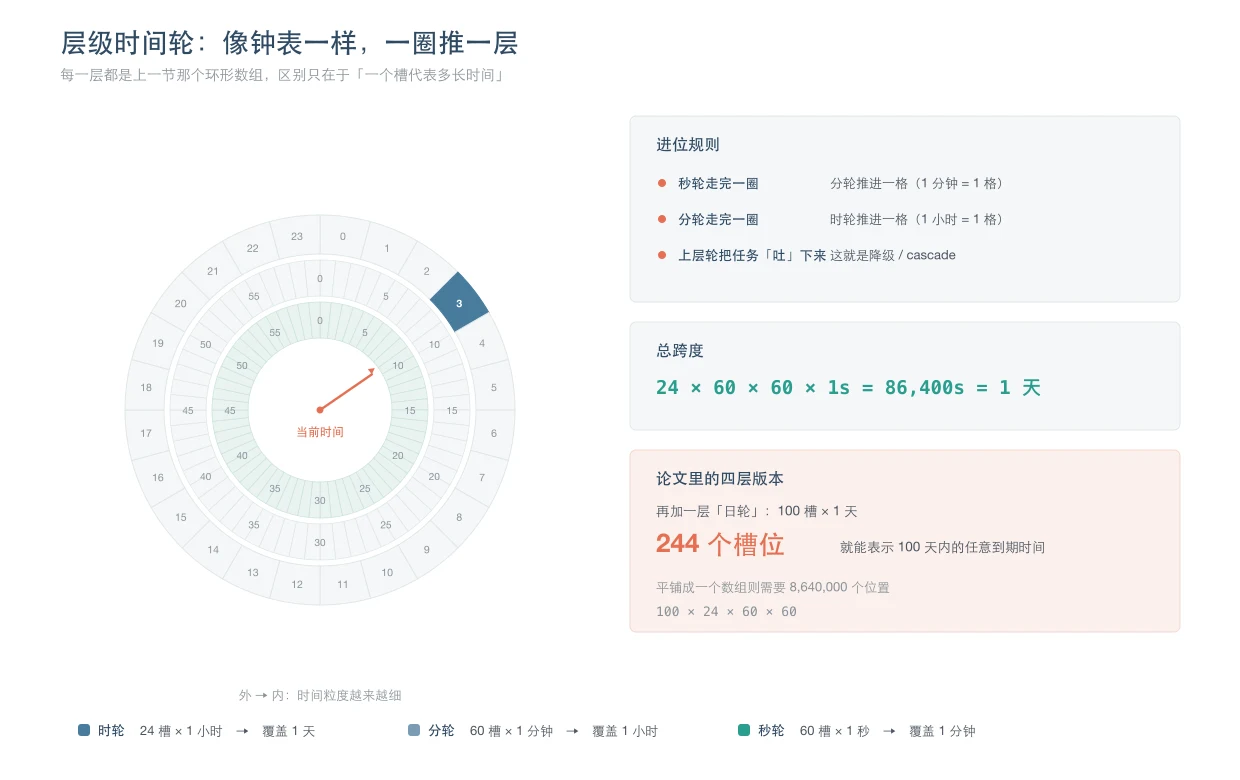 层级时间轮：像钟表一样，一圈推一层
每一层都是上一节那个环形数组，区别只在于「一个槽代表多长时间」
0
1
2
3
4
5
6
7
8
9
10
11
12
13
14
15
16
17
18
19
20
21
22
23
0
5
10
15
20
25
30
35
40
45
50
55
0
5
10
15
20
25
30
35
40
45
50
55
当前时间
外 → 内：时间粒度越来越细
进位规则
秒轮走完一圈 分轮推进一格（1 分钟 = 1 格）
分轮走完一圈 时轮推进一格（1 小时 = 1 格）
上层轮把任务「吐」下来 这就是降级 / cascade
总跨度
24 × 60 × 60 × 1s = 86,400s = 1 天
论文里的四层版本
再加一层「日轮」：100 槽 × 1 天
244 个槽位 就能表示 100 天内的任意到期时间
平铺成一个数组则需要 8,640,000 个位置
100 × 24 × 60 × 60
时轮 24 槽 × 1 小时 → 覆盖 1 天
分轮 60 槽 × 1 分钟 → 覆盖 1 小时
秒轮 60 槽 × 1 秒 → 覆盖 1 分钟